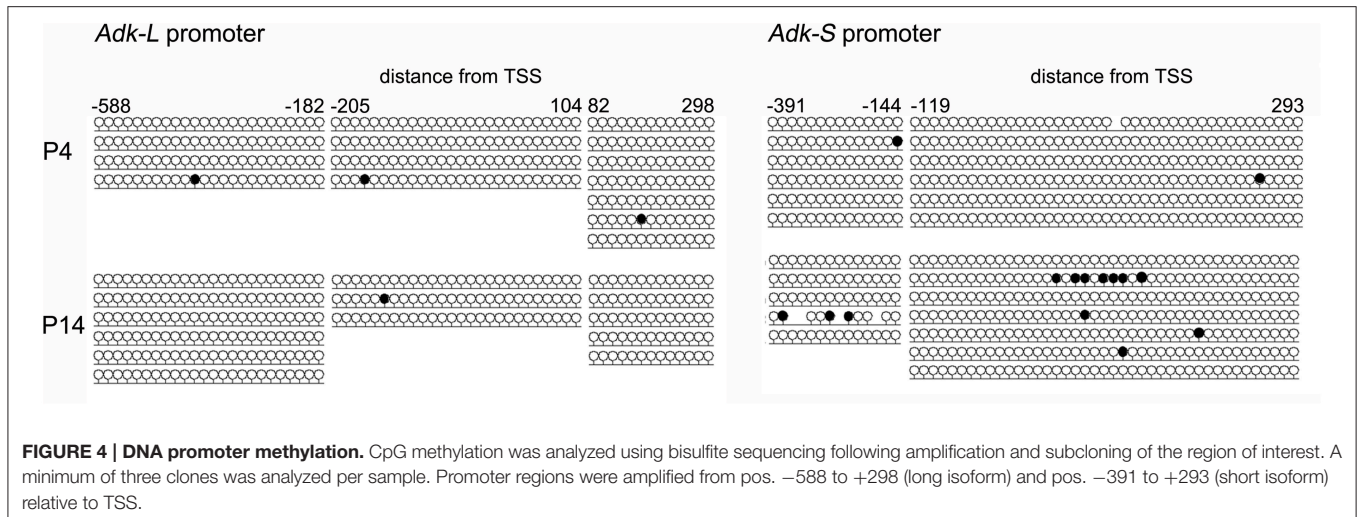 Adk-L promoter
Adk-S promoter
distance from TSS
distance from TSS
-588 -182 -205 104 82 298
-391 -144 -119 293
P4
P14
FIGURE 4 | DNA promoter methylation. CpG methylation was analyzed using bisulfite sequencing following amplification and subcloning of the region of interest. A
minimum of three clones was analyzed per sample. Promoter regions were amplified from pos. −588 to +298 (long isoform) and pos. −391 to +293 (short isoform)
relative to TSS.